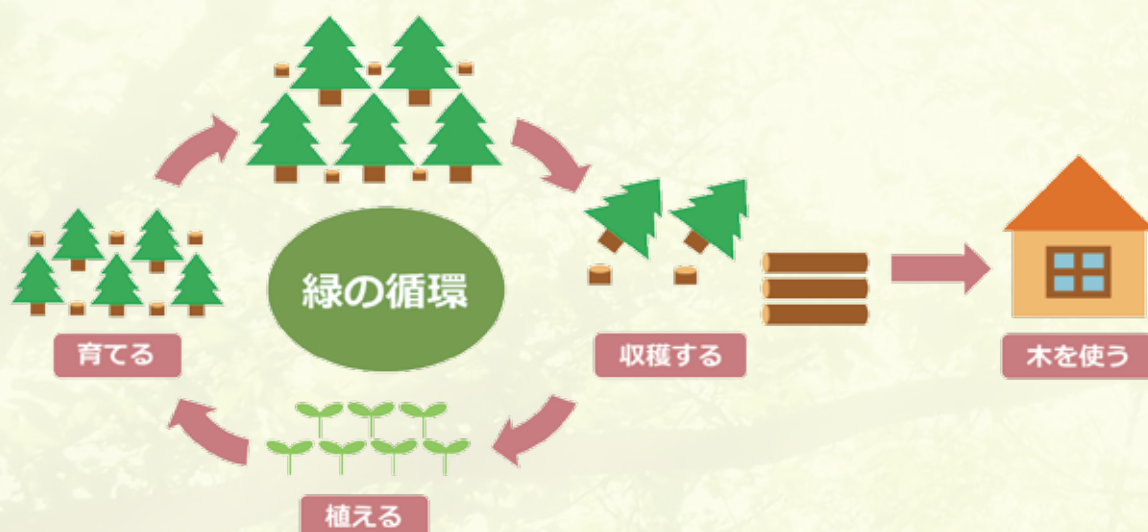 緑の循環
育てる
収穫する
木を使う
植える